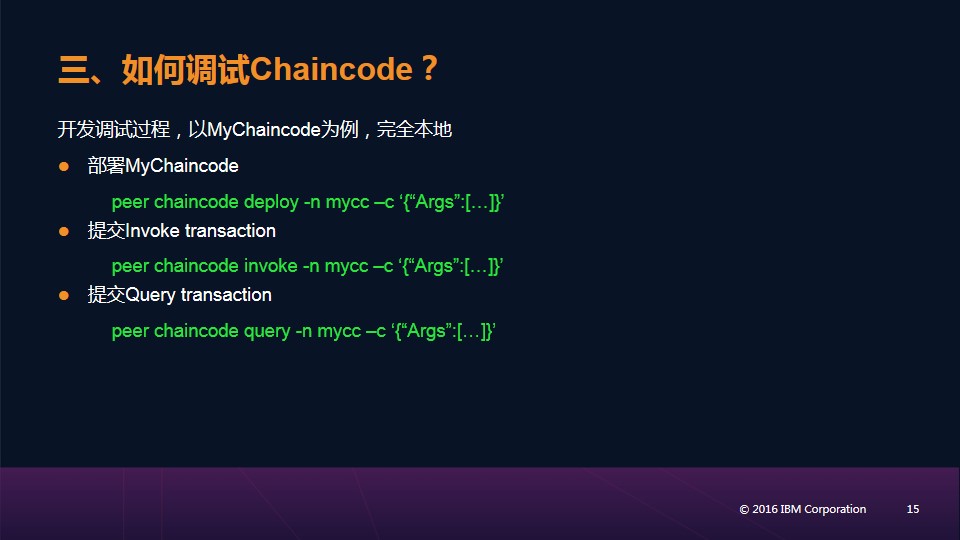 三、如何调试Chaincode？
开发调试过程，以MyChaincode为例，完全本地
● 部署MyChaincode
peer chaincode deploy -n mycc –c ‘{“Args”:[…]}’
● 提交Invoke transaction
peer chaincode invoke -n mycc –c ‘{“Args”:[…]}’
● 提交Query transaction
peer chaincode query -n mycc –c ‘{“Args”:[…]}’
© 2016 IBM Corporation 15